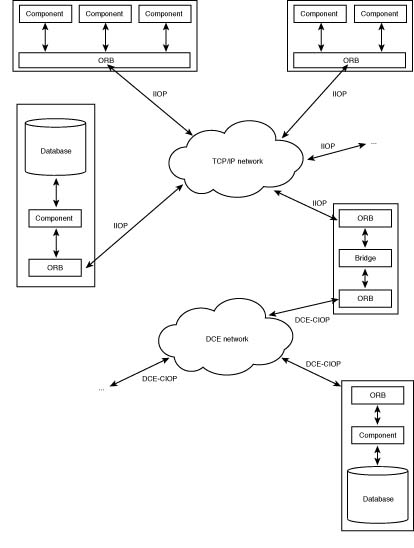 Component
Component
Component
ORB
Component
Component
ORB
IIOP
IIOP
Database
Component
ORB
TCP/IP network
IIOP
...
IIOP
IIOP
ORB
Bridge
ORB
DCE-CIOP
DCE network
DCE-CIOP
DCE-CIOP
...
ORB
Component
Database